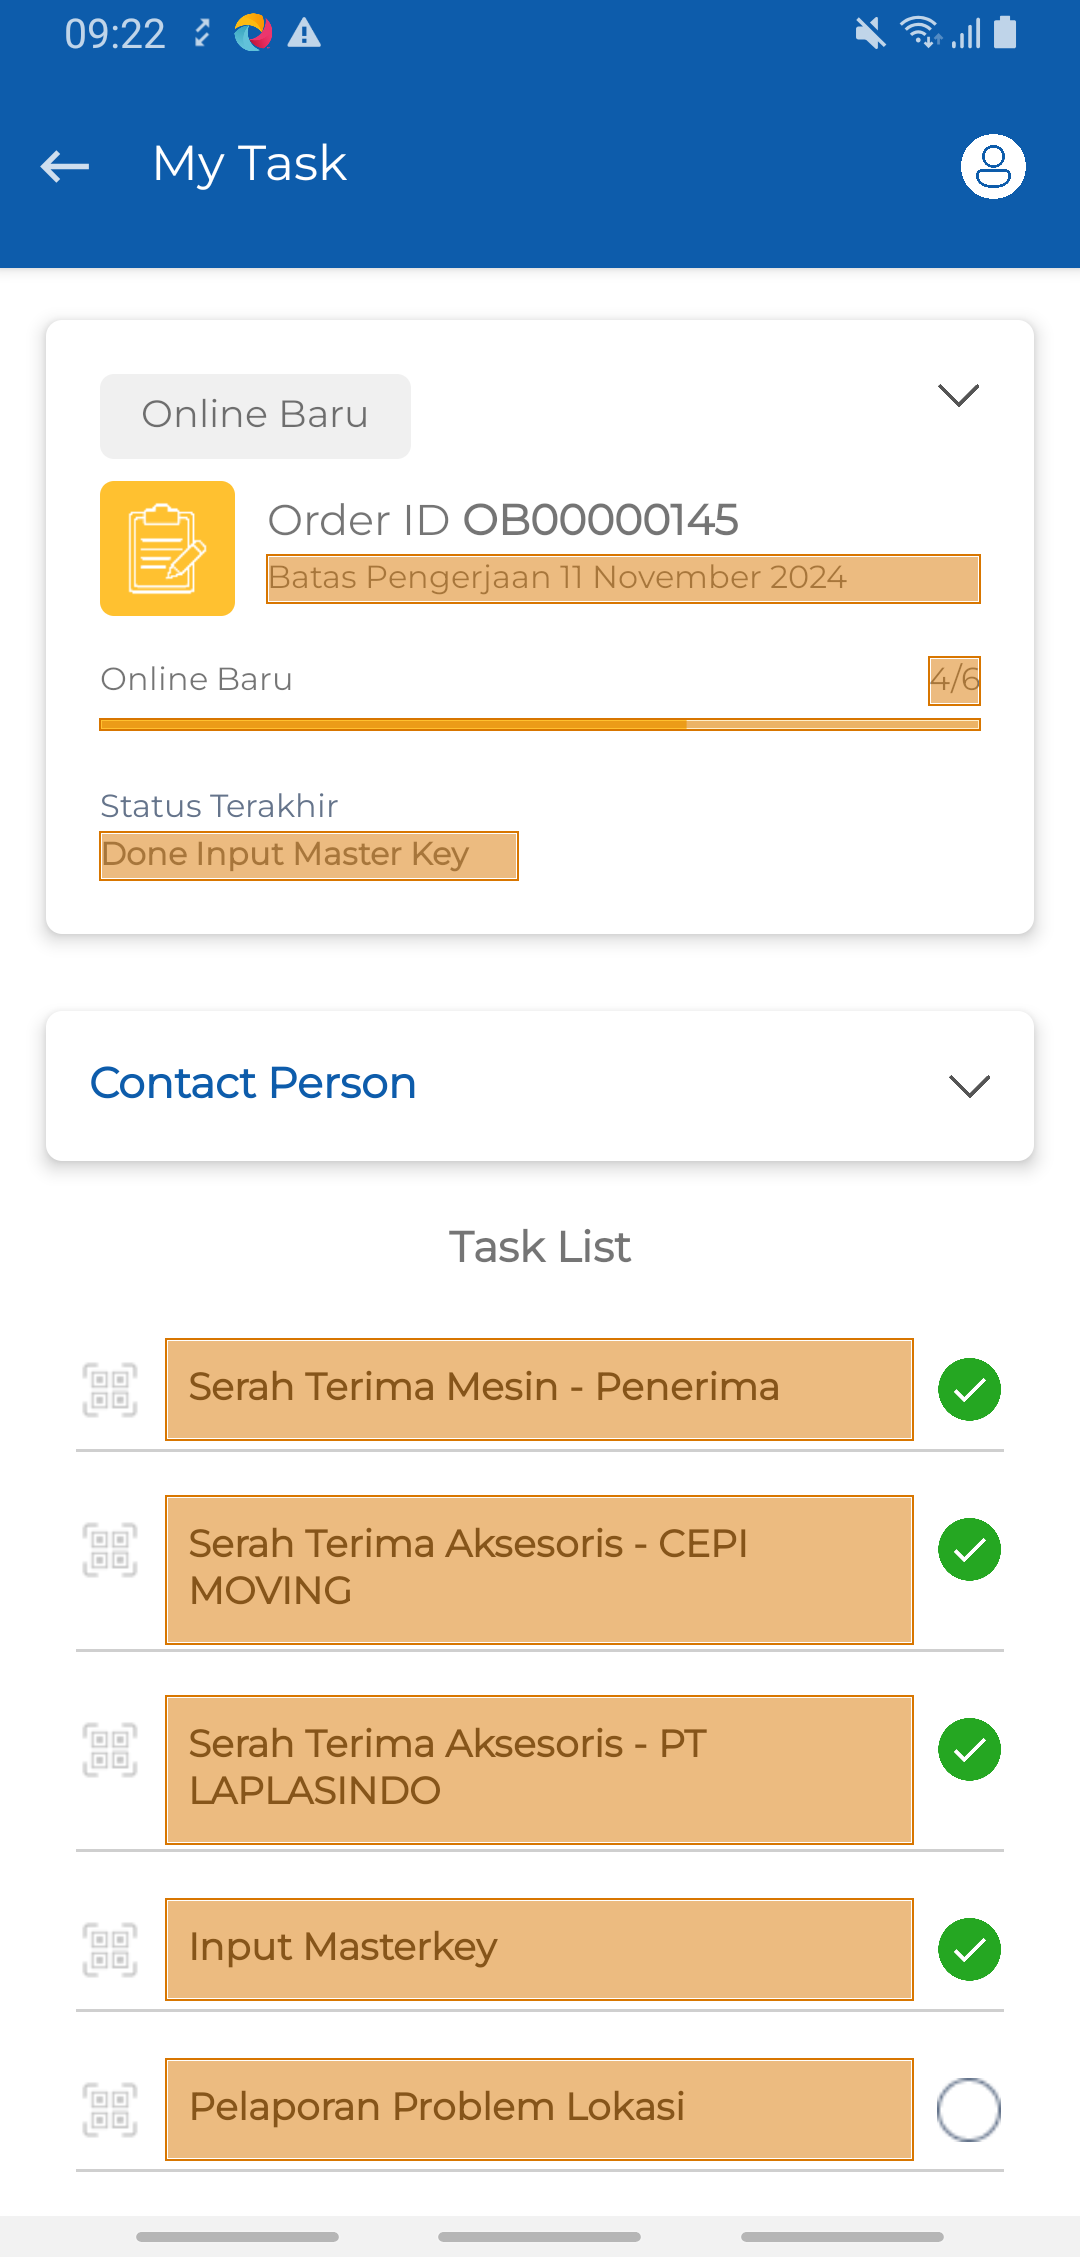 09:22
My Task
Online Baru
Order ID OB00000145
Batas Pengerjaan 11 November 2024
Online Baru
4/6
Status Terakhir
Done Input Master Key
Contact Person
Task List
Serah Terima Mesin - Penerima
Serah Terima Aksesoris - CEPI
MOVING
Serah Terima Aksesoris - PT
LAPLASINDO
Input Masterkey
Pelaporan Problem Lokasi